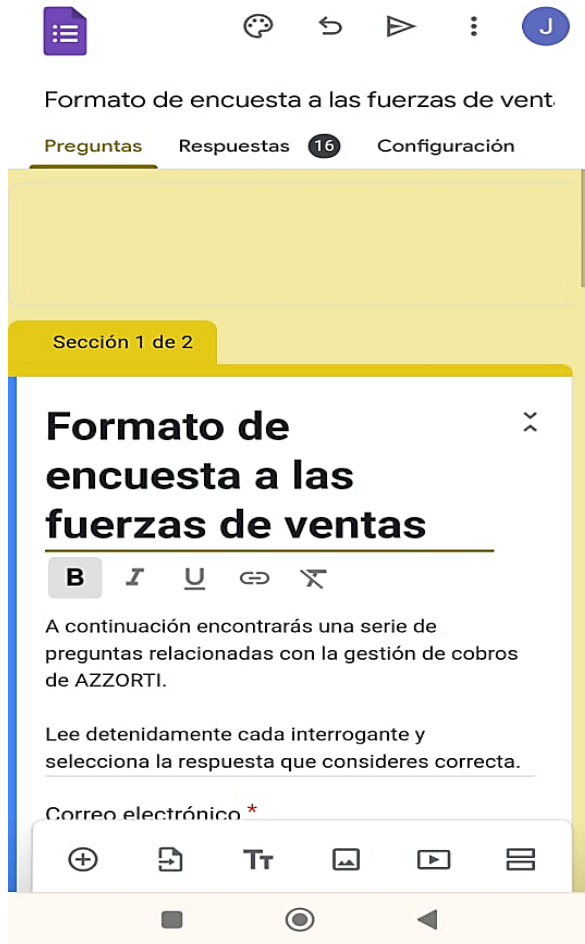 J
Formato de encuesta a las fuerzas de vent
Preguntas Respuestas 16 Configuración
Sección 1 de 2
Formato de
encuesta a las
fuerzas de ventas
B I U
A continuación encontrarás una serie de
preguntas relacionadas con la gestión de cobros
de AZZORTI.
Lee detenidamente cada interrogante y
selecciona la respuesta que consideres correcta.
Correo electrónico *
TT